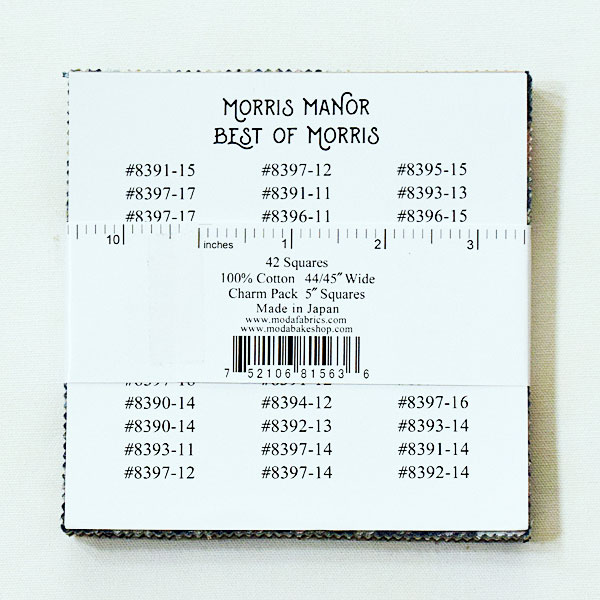 MORRIS MANOR
BEST OF MORRIS
#8391-15 #8397-12 #8395-15
#8397-17 #8391-11 #8393-13
#8397-17 #8396-11 #8396-15
10 inches 1 2 3
42 Squares
100% Cotton 44/45" Wide
Charm Pack 5" Squares
Made in Japan
www.modafabrics.com
www.modabakeshop.com
7 52106 81563 6
#8390-14 #8394-12 #8397-16
#8390-14 #8392-13 #8393-14
#8393-11 #8397-14 #8391-14
#8397-12 #8397-14 #8392-14